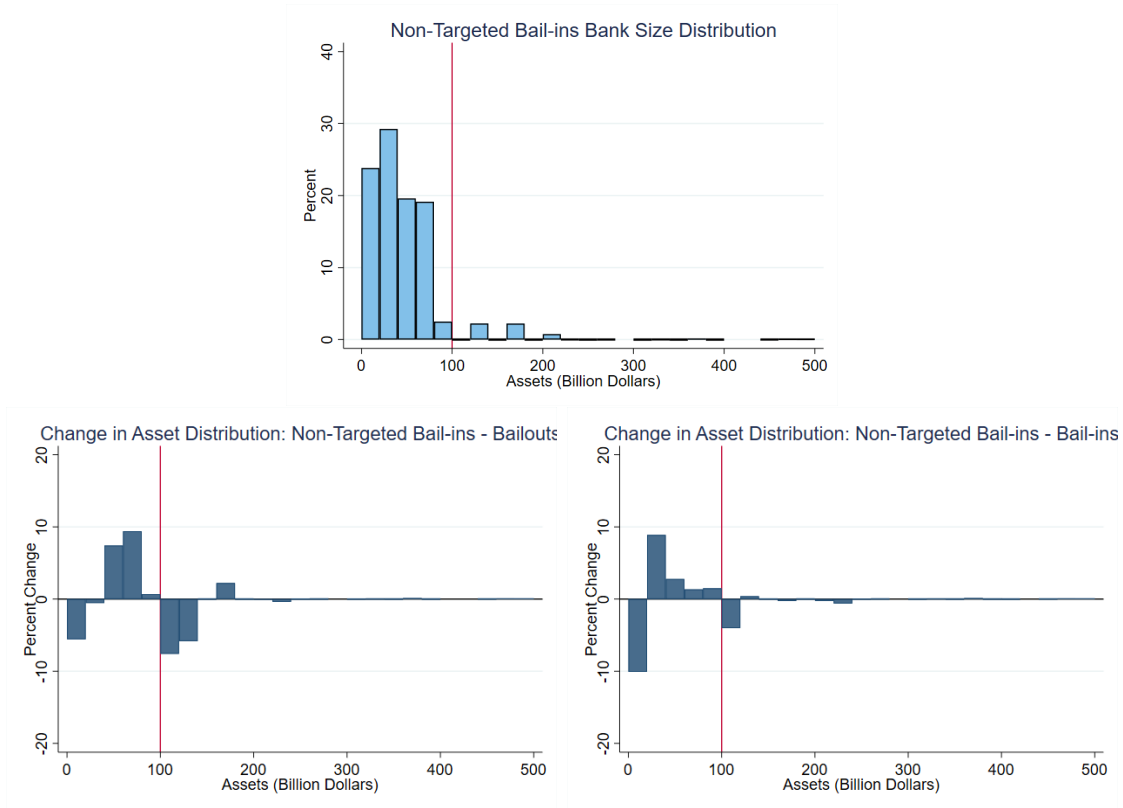 Non-Targeted Bail-ins Bank Size Distribution
40
30
20
10
0
Percent
0 100 200 300 400 500
Assets (Billion Dollars)
Change in Asset Distribution: Non-Targeted Bail-ins - Bailouts
20
10
0
-10
-20
Percent Change
0 100 200 300 400 500
Assets (Billion Dollars)
Change in Asset Distribution: Non-Targeted Bail-ins - Bail-ins
20
10
0
-10
-20
Percent Change
0 100 200 300 400 500
Assets (Billion Dollars)